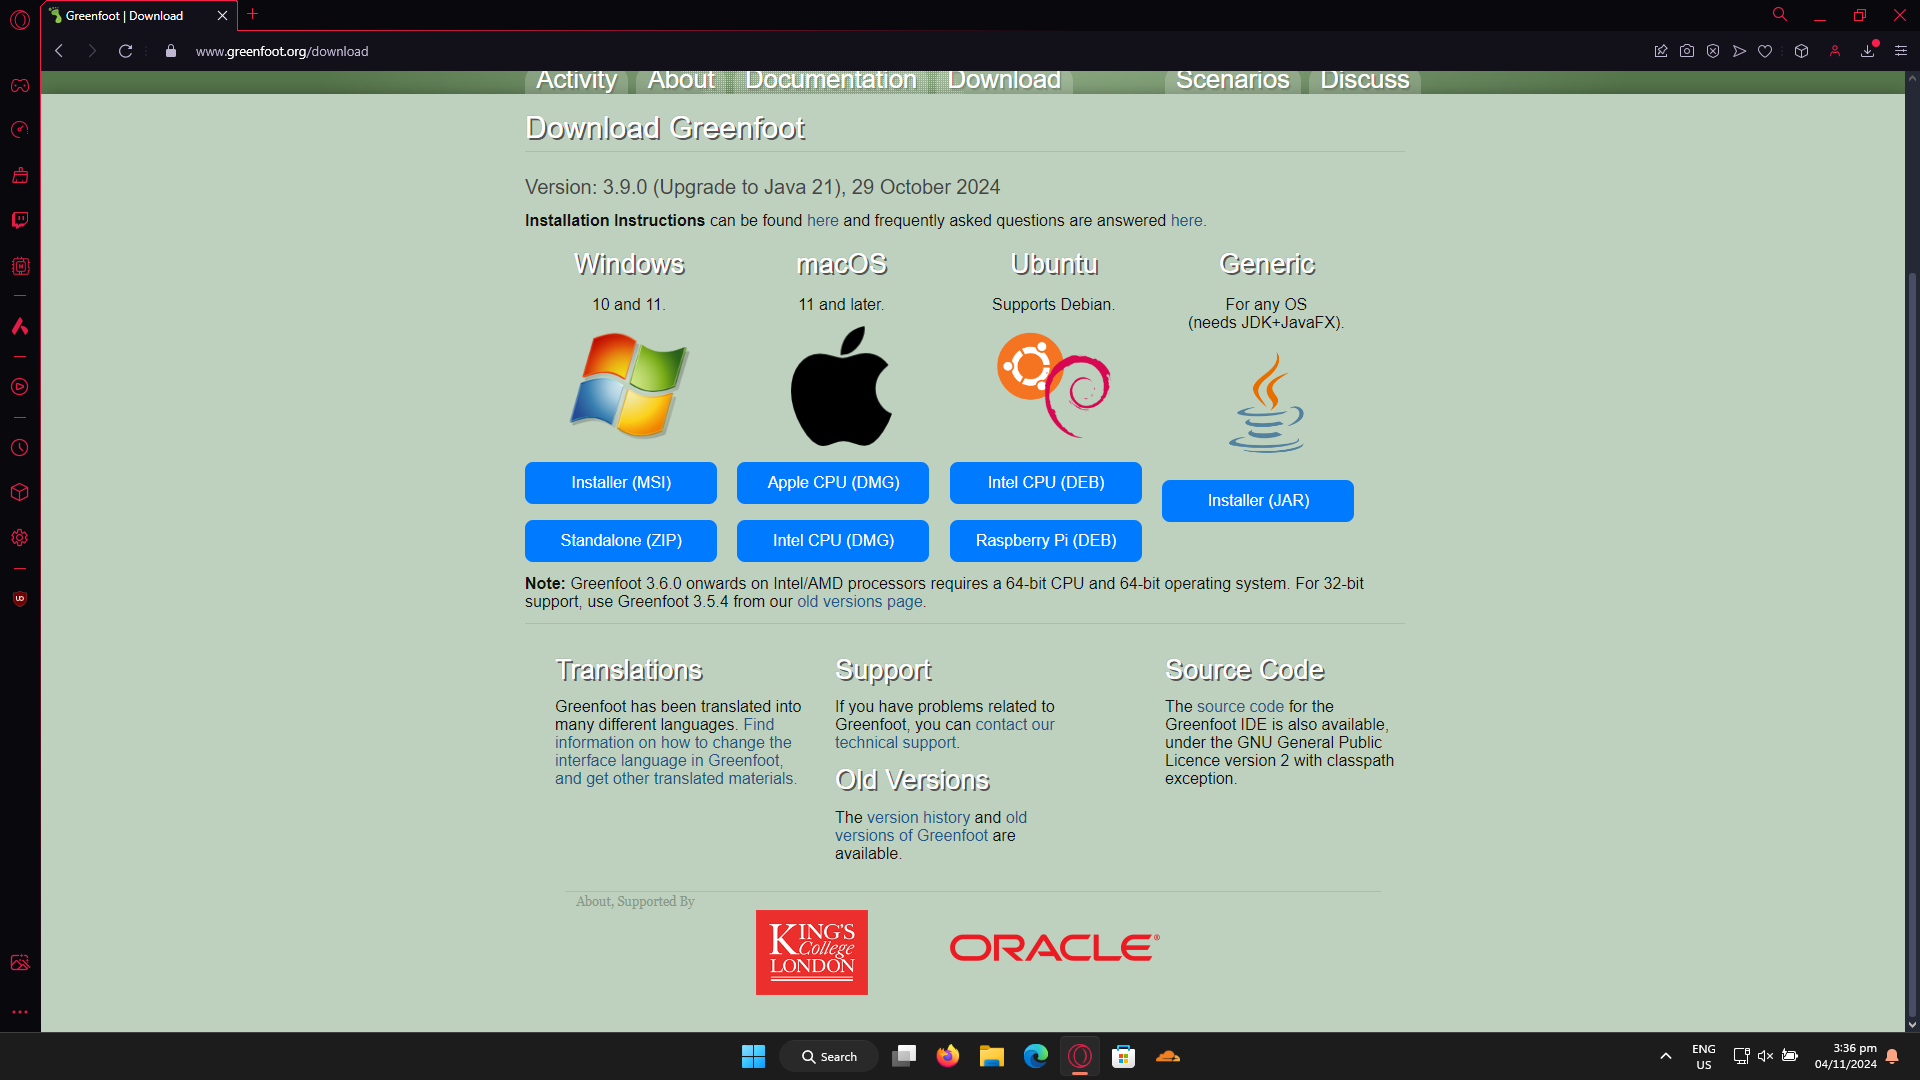 Greenfoot | Download
www.greenfoot.org/download
Activity About Documentation Download Scenarios Discuss
Download Greenfoot
Version: 3.9.0 (Upgrade to Java 21), 29 October 2024
Installation Instructions can be found here and frequently asked questions are answered here.
Windows
10 and 11.
Installer (MSI)
Standalone (ZIP)
macOS
11 and later.
Apple CPU (DMG)
Intel CPU (DMG)
Ubuntu
Supports Debian.
Intel CPU (DEB)
Raspberry Pi (DEB)
Generic
For any OS
(needs JDK+JavaFX).
Installer (JAR)
Note: Greenfoot 3.6.0 onwards on Intel/AMD processors requires a 64-bit CPU and 64-bit operating system. For 32-bit
support, use Greenfoot 3.5.4 from our old versions page.
Translations
Greenfoot has been translated into
many different languages. Find
information on how to change the
interface language in Greenfoot,
and get other translated materials.
Support
If you have problems related to
Greenfoot, you can contact our
technical support.
Old Versions
The version history and old
versions of Greenfoot are
available.
Source Code
The source code for the
Greenfoot IDE is also available,
under the GNU General Public
Licence version 2 with classpath
exception.
About, Supported By
KING'S
College
LONDON
ORACLE®
Search
ENG
US
3:36 pm
04/11/2024